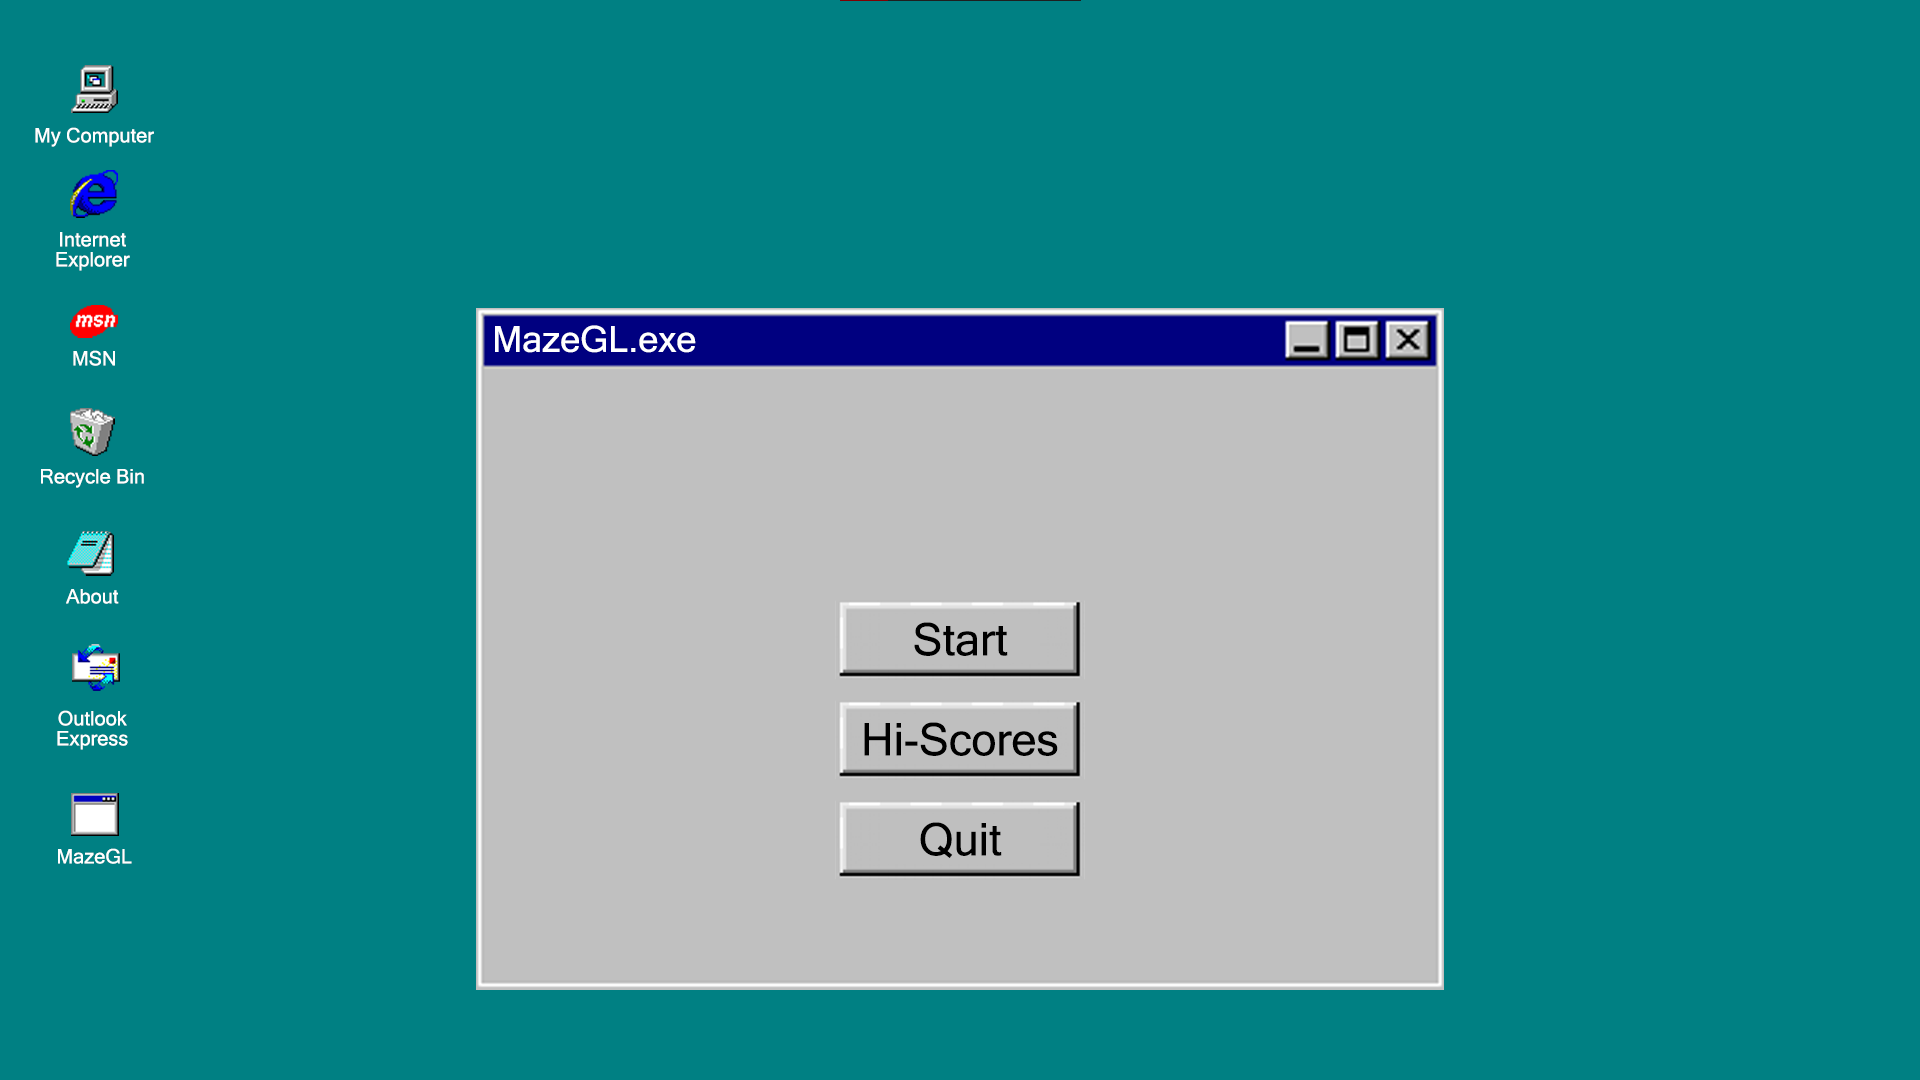 My Computer
Internet
Explorer
msn
MSN
Recycle Bin
About
Outlook
Express
MazeGL
MazeGL.exe
Start
Hi-Scores
Quit